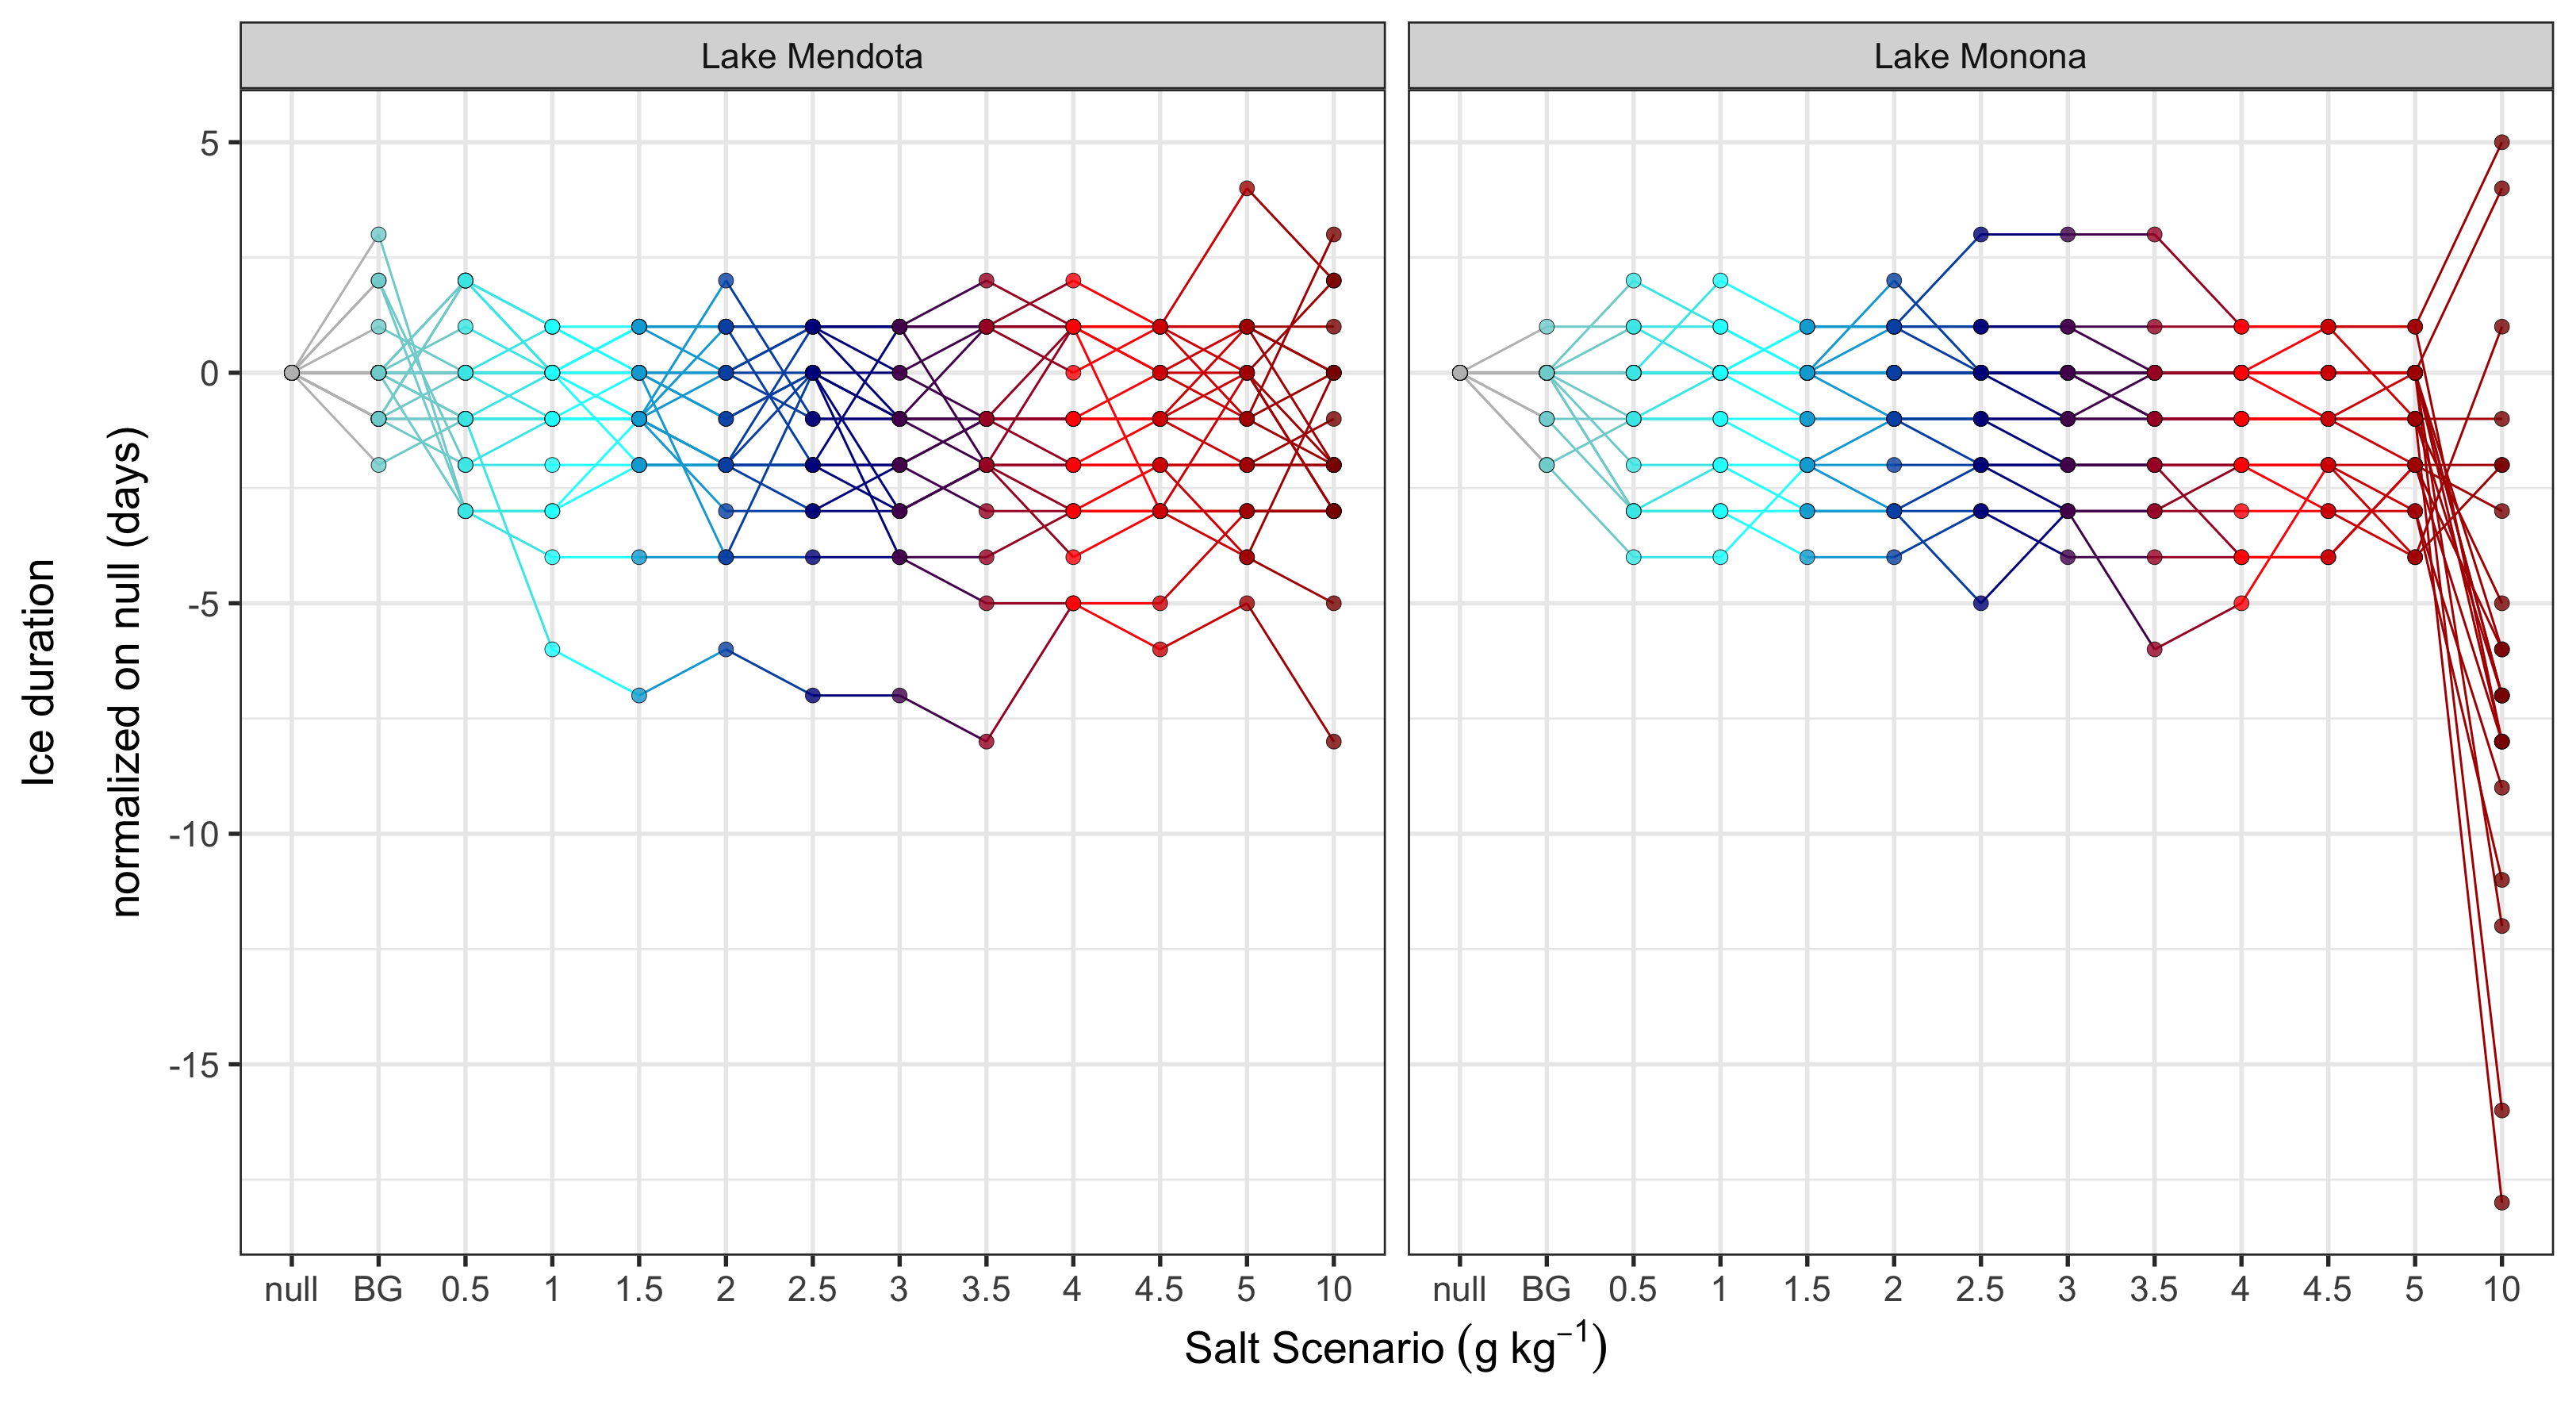 Lake Mendota
Lake Monona
Ice duration
normalized on null (days)
5
0
-5
-10
-15
null BG 0.5 1 1.5 2 2.5 3 3.5 4 4.5 5 10
null BG 0.5 1 1.5 2 2.5 3 3.5 4 4.5 5 10
Salt Scenario (g kg⁻¹)